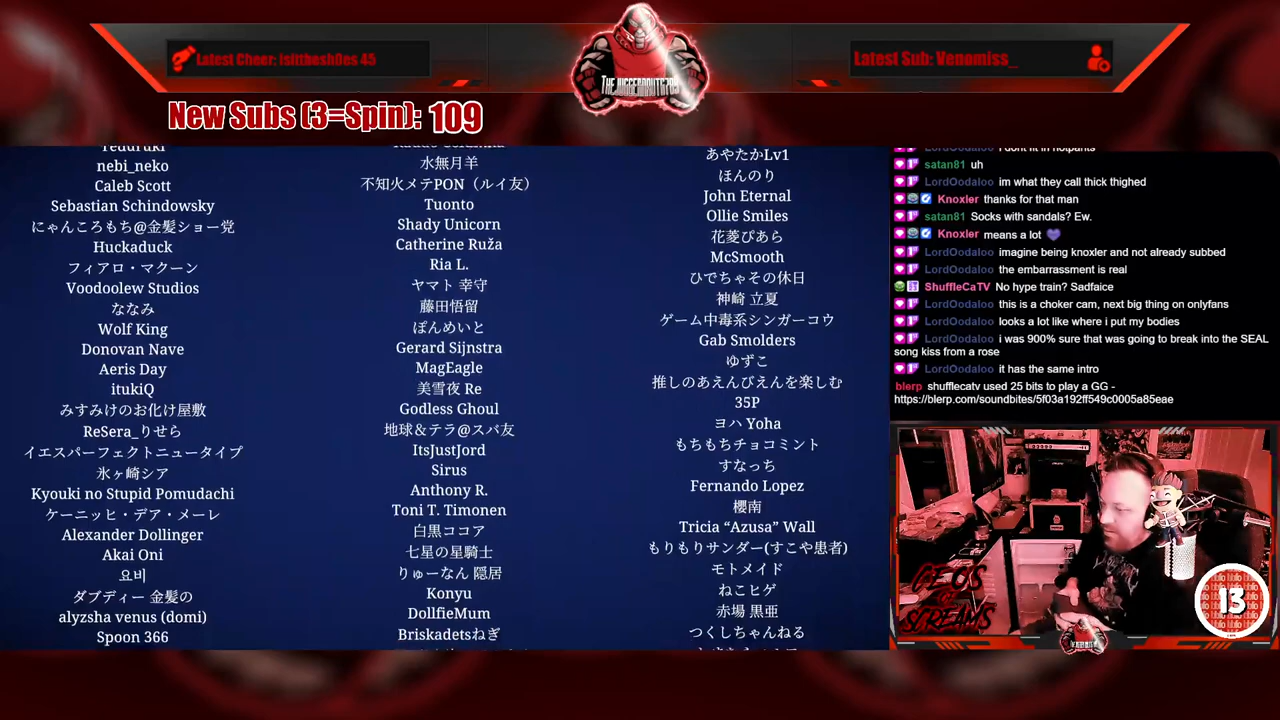 Latest Cheer: isitthesh0es 45
THEJUGGERNAUTG789
Latest Sub: Venomiss_
New Subs (3=Spin): 109
nebi_neko
Caleb Scott
Sebastian Schindowsky
にゃんころもち@金髪ショー党
Huckaduck
フィアロ・マクーン
Voodoolew Studios
ななみ
Wolf King
Donovan Nave
Aeris Day
itukiQ
みすみけのお化け屋敷
ReSera_りせら
イエスパーフェクトニュータイプ
氷ヶ崎シア
Kyouki no Stupid Pomudachi
ケーニッヒ・デア・メーレ
Alexander Dollinger
Akai Oni
요비
ダブディー 金髪の
alyzsha venus (domi)
Spoon 366
水無月羊
不知火メテPON（ルイ友）
Tuonto
Shady Unicorn
Catherine Ruža
Ria L.
ヤマト 幸守
藤田悟留
ぽんめいと
Gerard Sijnstra
MagEagle
美雪夜 Re
Godless Ghoul
地球＆テラ@スバ友
ItsJustJord
Sirus
Anthony R.
Toni T. Timonen
白黒ココア
七星の星騎士
りゅーなん 隠居
Konyu
DollfieMum
Briskadetsねぎ
あやたかLv1
ほんのり
John Eternal
Ollie Smiles
花菱ぴあら
McSmooth
ひでちゃその休日
神崎 立夏
ゲーム中毒系シンガーコウ
Gab Smolders
ゆずこ
推しのあえんびえんを楽しむ
35P
ヨハ Yoha
もちもちチョコミント
すなっち
Fernando Lopez
櫻南
Tricia “Azusa” Wall
もりもりサンダー(すこや患者)
モトメイド
ねこヒゲ
赤場 黒亜
つくしちゃんねる
LordOodaloo I dont fit in hotpants
satan81 uh
LordOodaloo im what they call thick thighed
Knoxler thanks for that man
satan81 Socks with sandals? Ew.
Knoxler means a lot
LordOodaloo imagine being knoxler and not already subbed
LordOodaloo the embarrassment is real
ShuffleCaTV No hype train? Sadfaice
LordOodaloo this is a choker cam, next big thing on onlyfans
LordOodaloo looks a lot like where i put my bodies
LordOodaloo i was 900% sure that was going to break into the SEAL
song kiss from a rose
LordOodaloo it has the same intro
blerp shufflecatv used 25 bits to play a GG -
https://blerp.com/soundbites/5f03a192ff549c0005a85eae
SCREAMS
13